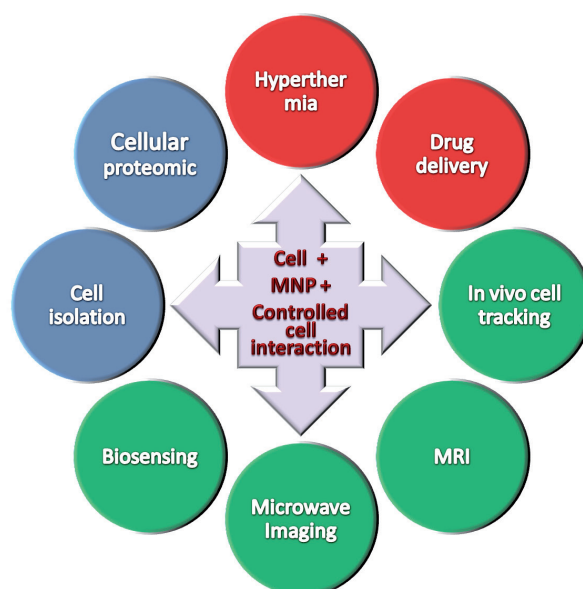 Hyperther
mia
Drug
delivery
In vivo cell
tracking
MRI
Microwave
Imaging
Biosensing
Cell
isolation
Cellular
proteomic
Cell +
MNP +
Controlled
cell
interaction